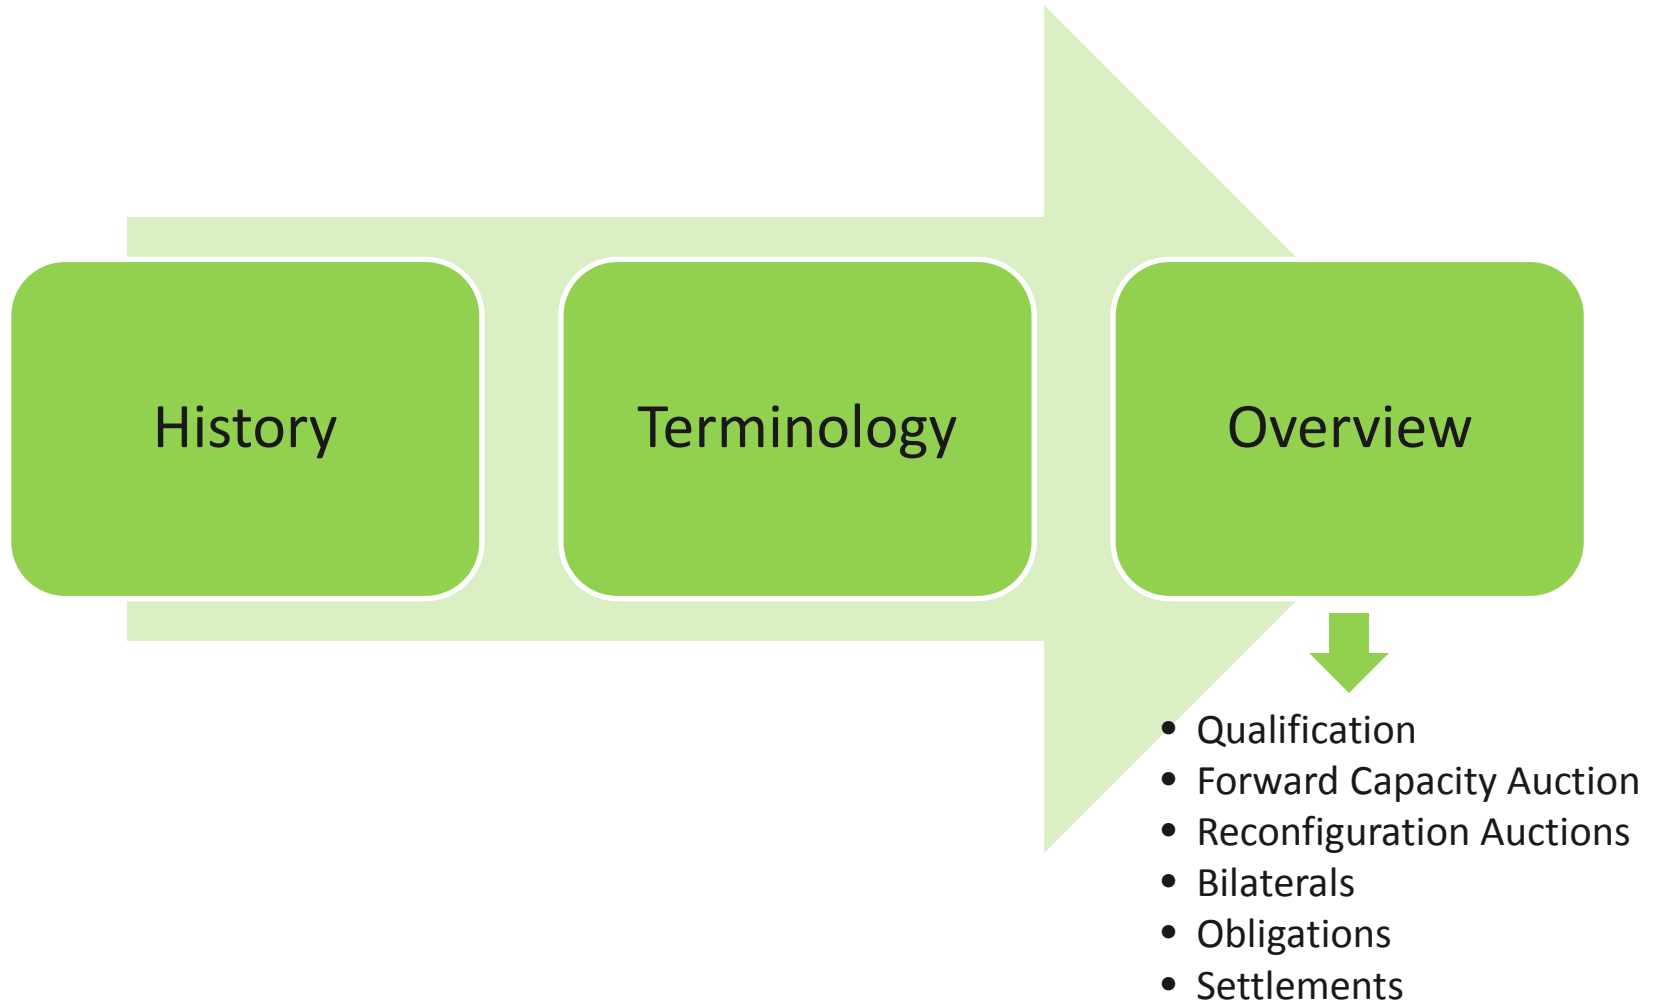 History
Terminology
Overview
• Qualification
• Forward Capacity Auction
• Reconfiguration Auctions
• Bilaterals
• Obligations
• Settlements